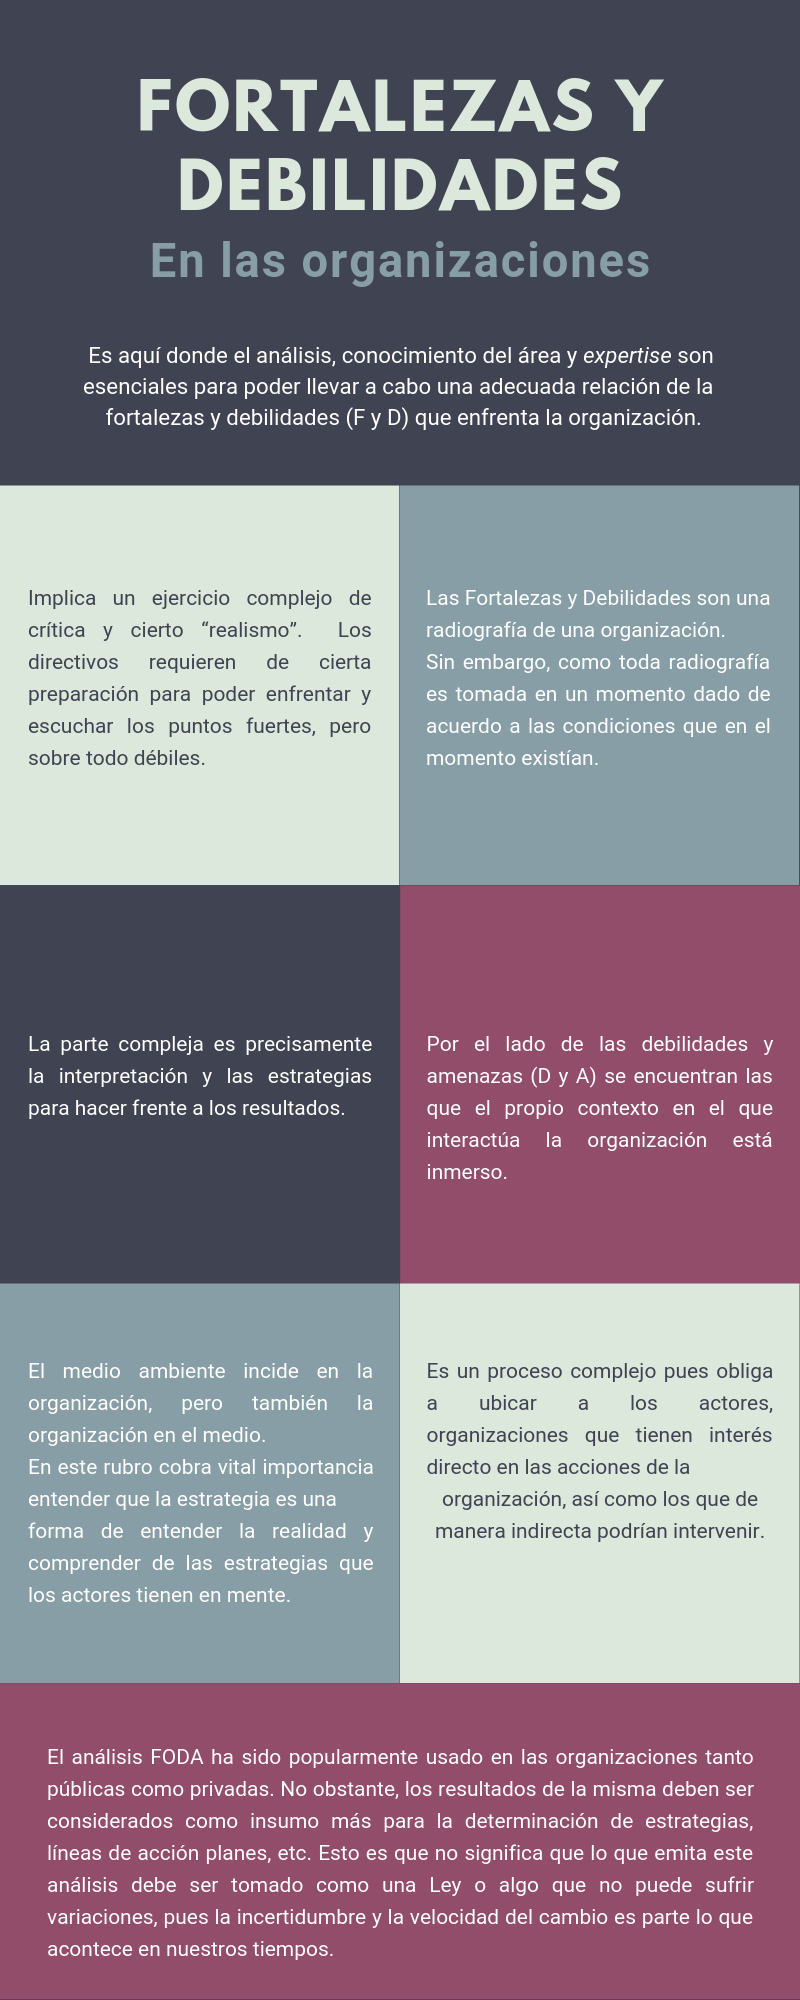 FORTALEZAS Y
DEBILIDADES
En las organizaciones
Es aquí donde el análisis, conocimiento del área y expertise son
esenciales para poder llevar a cabo una adecuada relación de la
fortalezas y debilidades (F y D) que enfrenta la organización.
Implica un ejercicio complejo de
crítica y cierto “realismo”. Los
directivos requieren de cierta
preparación para poder enfrentar y
escuchar los puntos fuertes, pero
sobre todo débiles.
Las Fortalezas y Debilidades son una
radiografía de una organización.
Sin embargo, como toda radiografía
es tomada en un momento dado de
acuerdo a las condiciones que en el
momento existían.
La parte compleja es precisamente
la interpretación y las estrategias
para hacer frente a los resultados.
Por el lado de las debilidades y
amenazas (D y A) se encuentran las
que el propio contexto en el que
interactúa la organización está
inmerso.
El medio ambiente incide en la
organización, pero también la
organización en el medio.
En este rubro cobra vital importancia
entender que la estrategia es una
forma de entender la realidad y
comprender de las estrategias que
los actores tienen en mente.
Es un proceso complejo pues obliga
a ubicar a los actores,
organizaciones que tienen interés
directo en las acciones de la
organización, así como los que de
manera indirecta podrían intervenir.
El análisis FODA ha sido popularmente usado en las organizaciones tanto
públicas como privadas. No obstante, los resultados de la misma deben ser
considerados como insumo más para la determinación de estrategias,
líneas de acción planes, etc. Esto es que no significa que lo que emita este
análisis debe ser tomado como una Ley o algo que no puede sufrir
variaciones, pues la incertidumbre y la velocidad del cambio es parte lo que
acontece en nuestros tiempos.